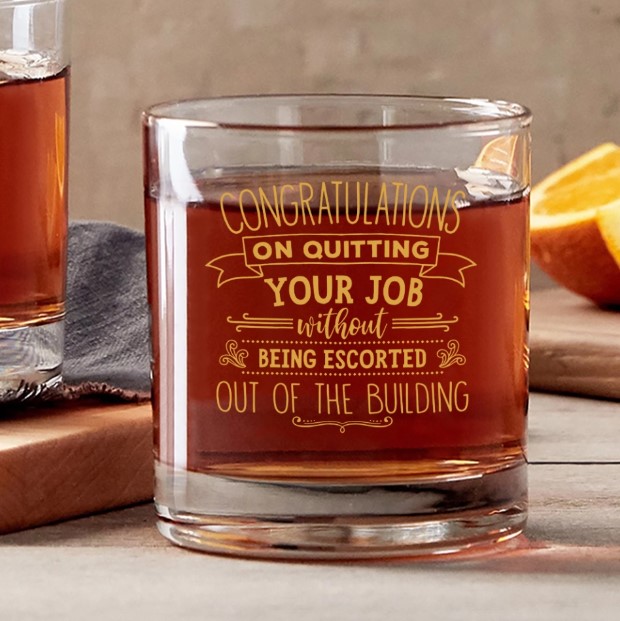 CONGRATULATIONS
ON QUITTING
YOUR JOB
without
BEING ESCORTED
OUT OF THE BUILDING